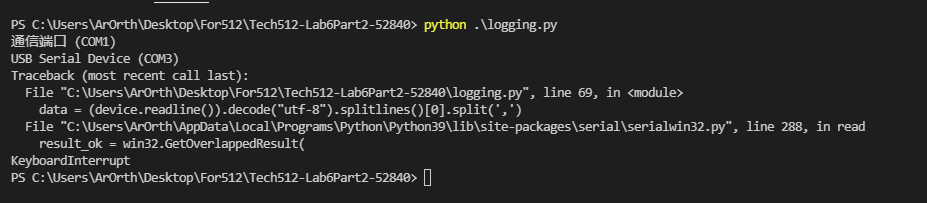 PS C:\Users\ArOrth\Desktop\For512\Tech512-Lab6Part2-52840> python .\logging.py
通信端口 (COM1)
USB Serial Device (COM3)
Traceback (most recent call last):
  File "C:\Users\ArOrth\Desktop\For512\Tech512-Lab6Part2-52840\logging.py", line 69, in <module>
    data = (device.readline()).decode("utf-8").splitlines()[0].split(',')
  File "C:\Users\ArOrth\AppData\Local\Programs\Python\Python39\lib\site-packages\serial\serialwin32.py", line 288, in read
    result_ok = win32.GetOverlappedResult(
KeyboardInterrupt
PS C:\Users\ArOrth\Desktop\For512\Tech512-Lab6Part2-52840>